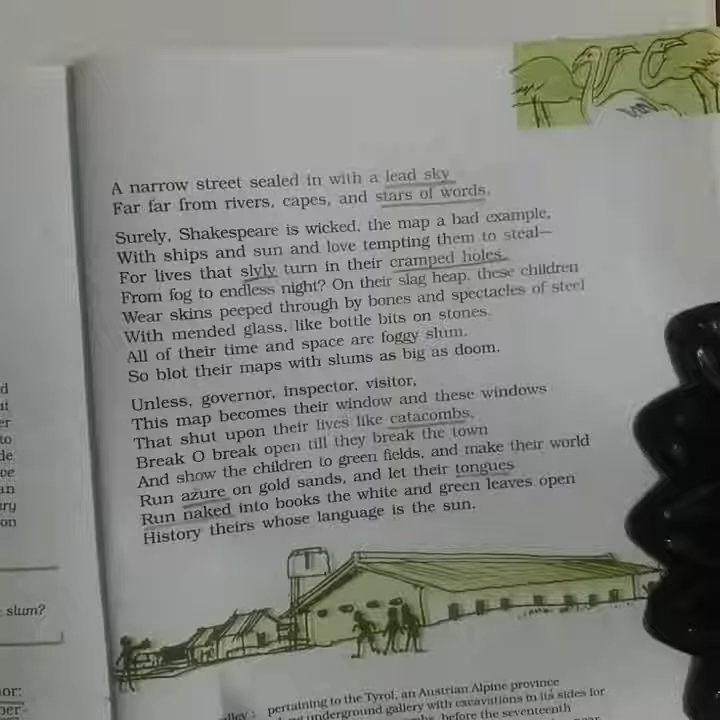 A narrow street sealed in with a lead sky
Far far from rivers, capes, and stars of words.
Surely, Shakespeare is wicked, the map a bad example,
With ships and sun and love tempting them to steal—
For lives that slyly turn in their cramped holes
From fog to endless night? On their slag heap, these children
Wear skins peeped through by bones and spectacles of steel
With mended glass, like bottle bits on stones.
All of their time and space are foggy slum.
So blot their maps with slums as big as doom.
Unless, governor, inspector, visitor,
This map becomes their window and these windows
That shut upon their lives like catacombs,
Break O break open till they break the town
And show the children to green fields, and make their world
Run azure on gold sands, and let their tongues
Run naked into books the white and green leaves open
History theirs whose language is the sun.
slum?
pertaining to the Tyrol, an Austrian Alpine province
underground gallery with excavations in its sides for
before the seventeenth